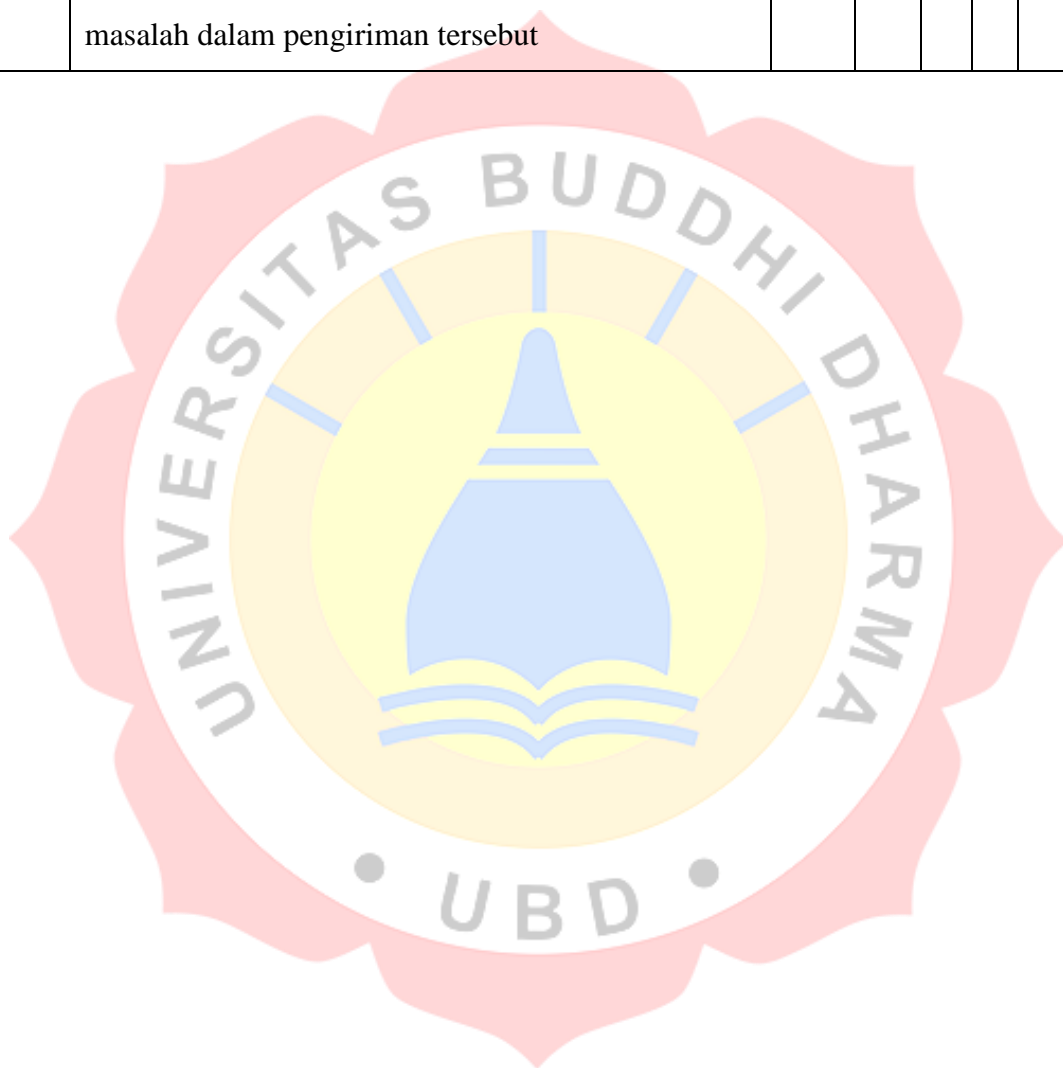 masalah dalam pengiriman tersebut
UNIVERSITAS BUDDHI DHARMA
• UBD •